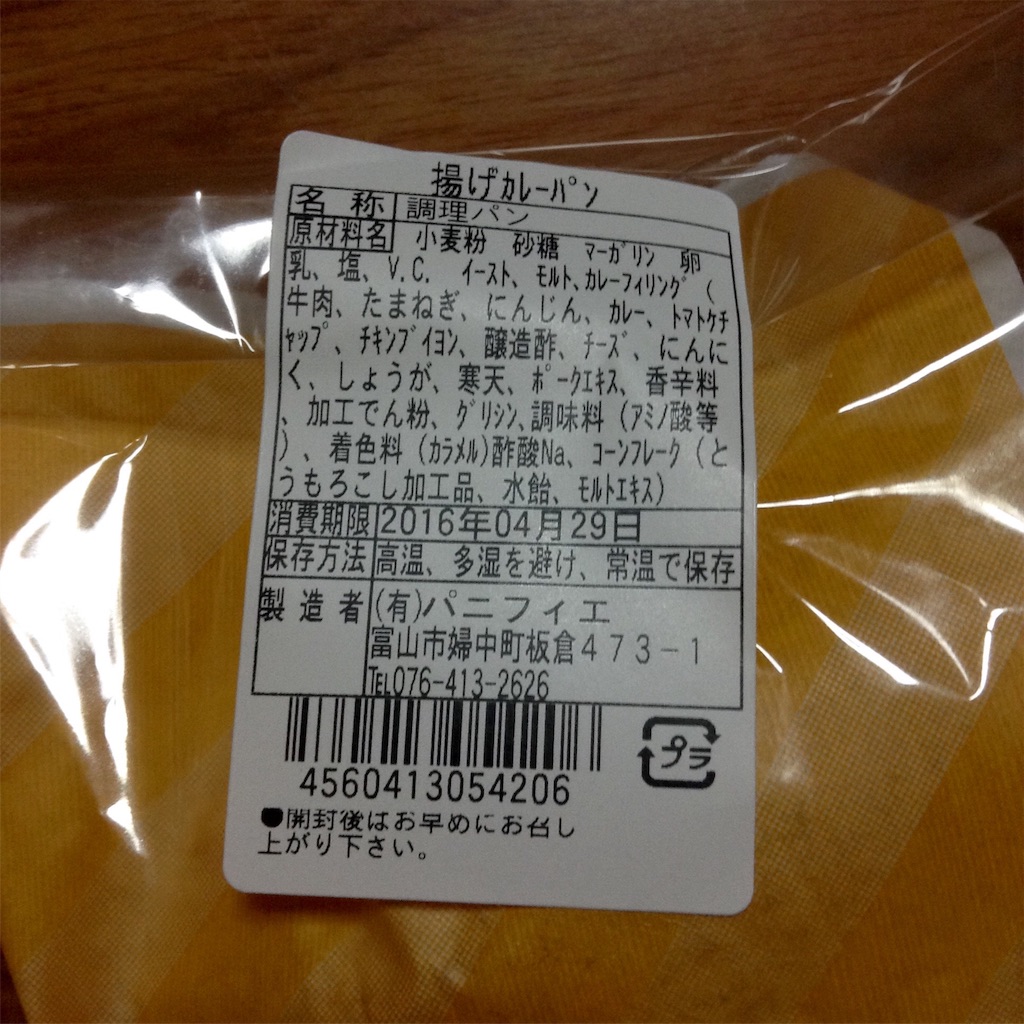 揚げカレーパン
名称 調理パン
原材料名 小麦粉 砂糖 マーガリン 卵
乳、塩、V.C. イースト、モルト、カレーフィリング（
牛肉、たまねぎ、にんじん、カレー、トマトケチ
ャップ、チキンブイヨン、醸造酢、チーズ、にんに
く、しょうが、寒天、ポークエキス、香辛料
、加工でん粉、グリシン、調味料（アミノ酸等
）、着色料（カラメル)酢酸Na、コーンフレーク（と
うもろこし加工品、水飴、モルトエキス）
消費期限 2016年04月29日
保存方法 高温、多湿を避け、常温で保存
製造者 (有)パニフィエ
富山市婦中町板倉473-1
℡076-413-2626
プラ
4560413054206
●開封後はお早めにお召し
上がり下さい。